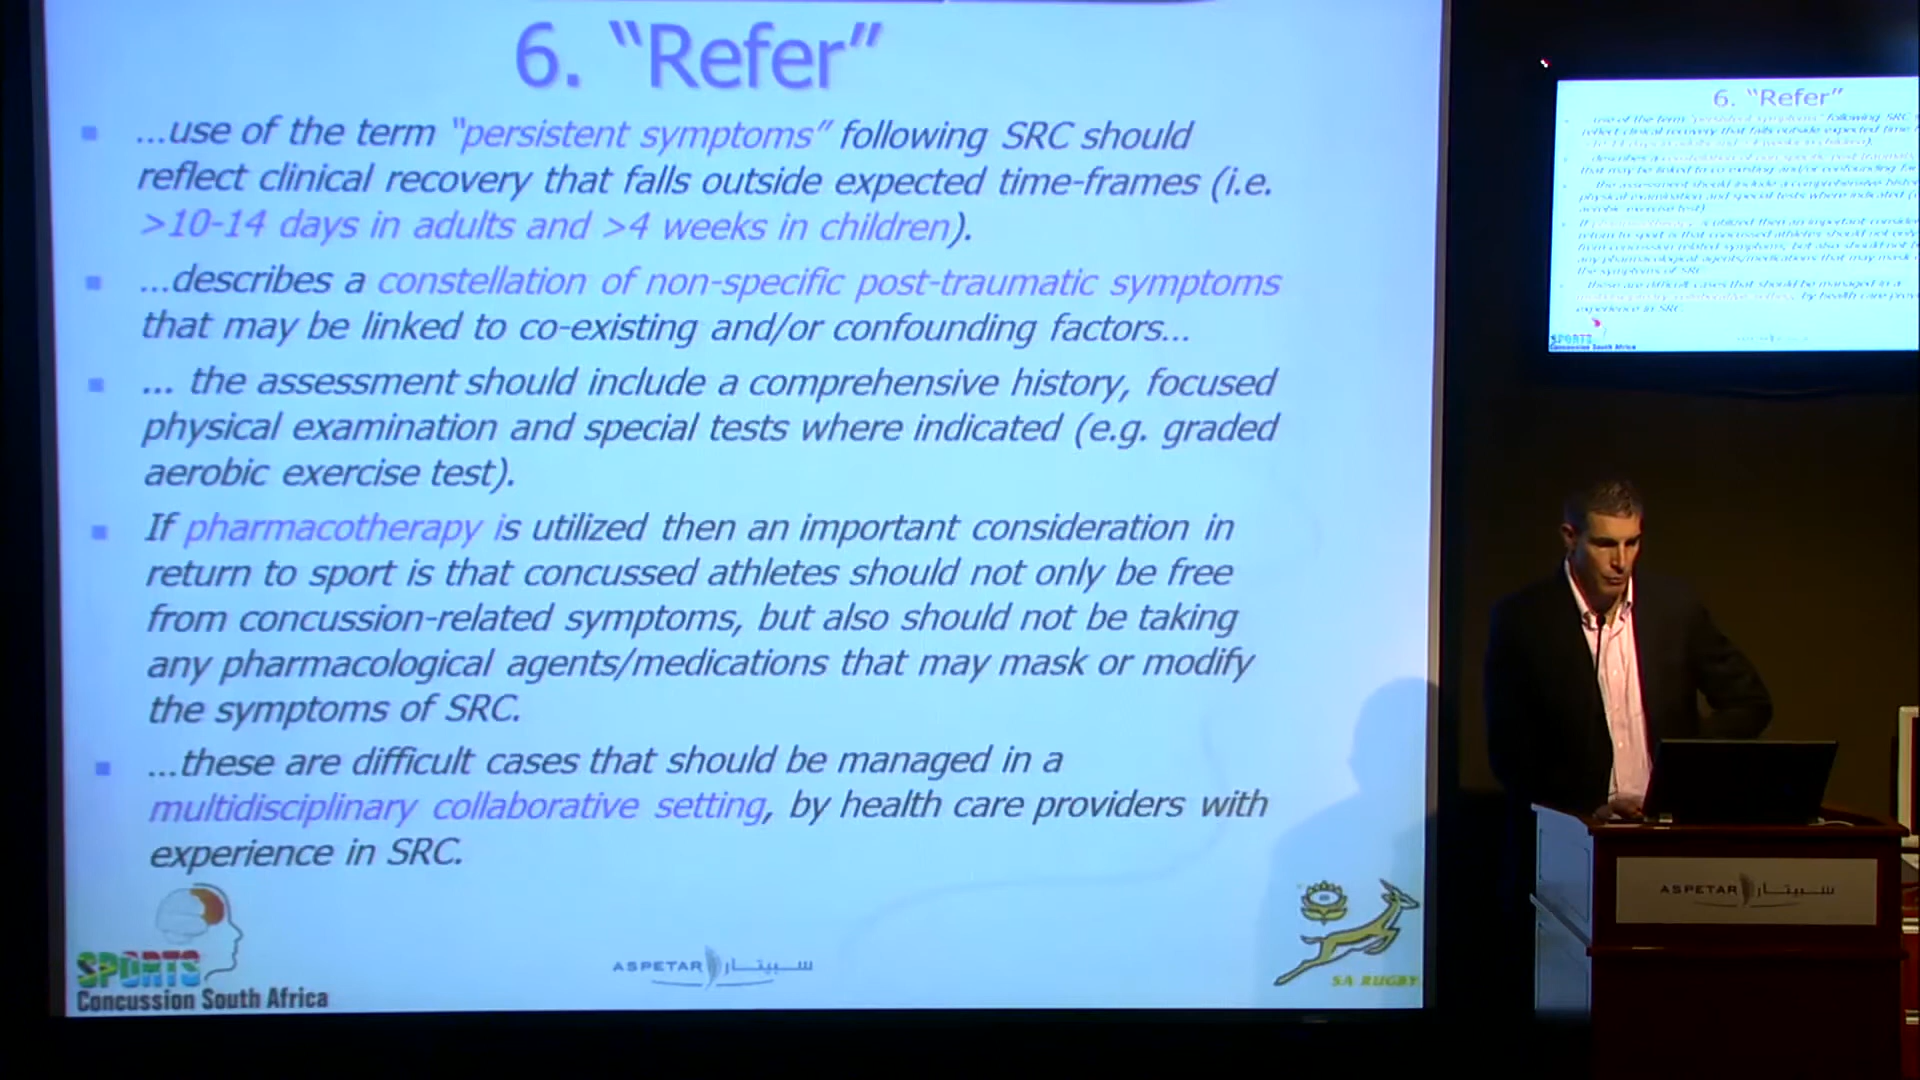 6. “Refer”
...use of the term “persistent symptoms” following SRC should
reflect clinical recovery that falls outside expected time-frames (i.e.
>10-14 days in adults and >4 weeks in children).
...describes a constellation of non-specific post-traumatic symptoms
that may be linked to co-existing and/or confounding factors...
... the assessment should include a comprehensive history, focused
physical examination and special tests where indicated (e.g. graded
aerobic exercise test).
If pharmacotherapy is utilized then an important consideration in
return to sport is that concussed athletes should not only be free
from concussion-related symptoms, but also should not be taking
any pharmacological agents/medications that may mask or modify
the symptoms of SRC.
...these are difficult cases that should be managed in a
multidisciplinary collaborative setting, by health care providers with
experience in SRC.
SPORTS
Concussion South Africa
ASPETAR سبيتار
SA RUGBY
6. “Refer”
SPORTS
Concussion South Africa
ASPETAR سبيتار